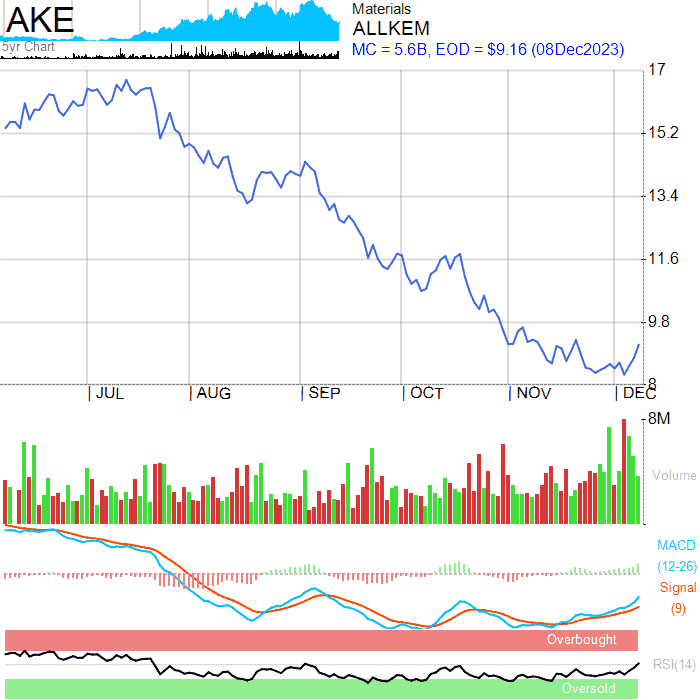 AKE
5yr Chart
Materials
ALLKEM
MC = 5.6B, EOD = $9.16 (08Dec2023)
17
15.2
13.4
11.6
9.8
8
JUL AUG SEP OCT NOV DEC
8M
Volume
MACD
(12-26)
Signal
(9)
Overbought
RSI(14)
Oversold